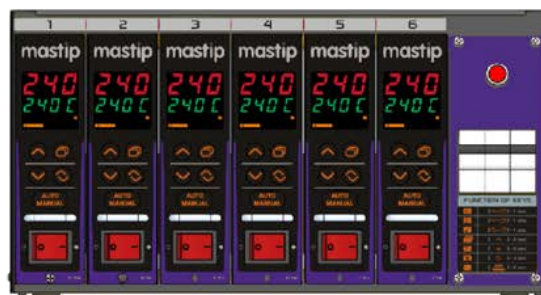 1 2 3 4 5 6
mastip mastip mastip mastip mastip mastip
240 240 240 240 240 240
240C 240C 240C 240C 240C 240C
AUTO AUTO AUTO AUTO AUTO AUTO
MANUAL MANUAL MANUAL MANUAL MANUAL MANUAL
FUNCTION OF KEYS